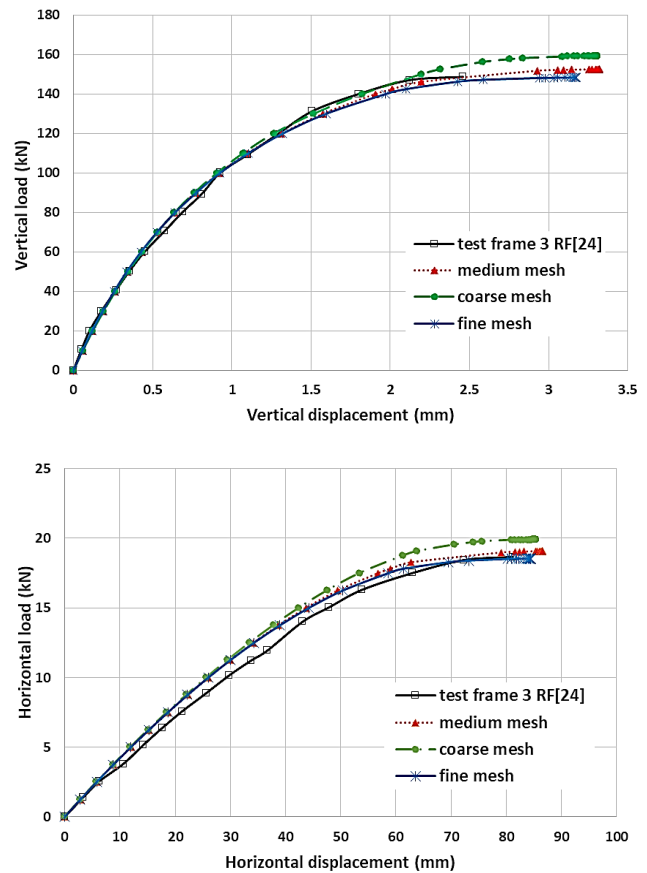 180
160
140
120
100
80
60
40
20
0
Vertical load (kN)
test frame 3 RF[24]
medium mesh
coarse mesh
fine mesh
0 0.5 1 1.5 2 2.5 3 3.5
Vertical displacement (mm)
25
20
15
10
5
0
Horizontal load (kN)
test frame 3 RF[24]
medium mesh
coarse mesh
fine mesh
0 10 20 30 40 50 60 70 80 90 100
Horizontal displacement (mm)